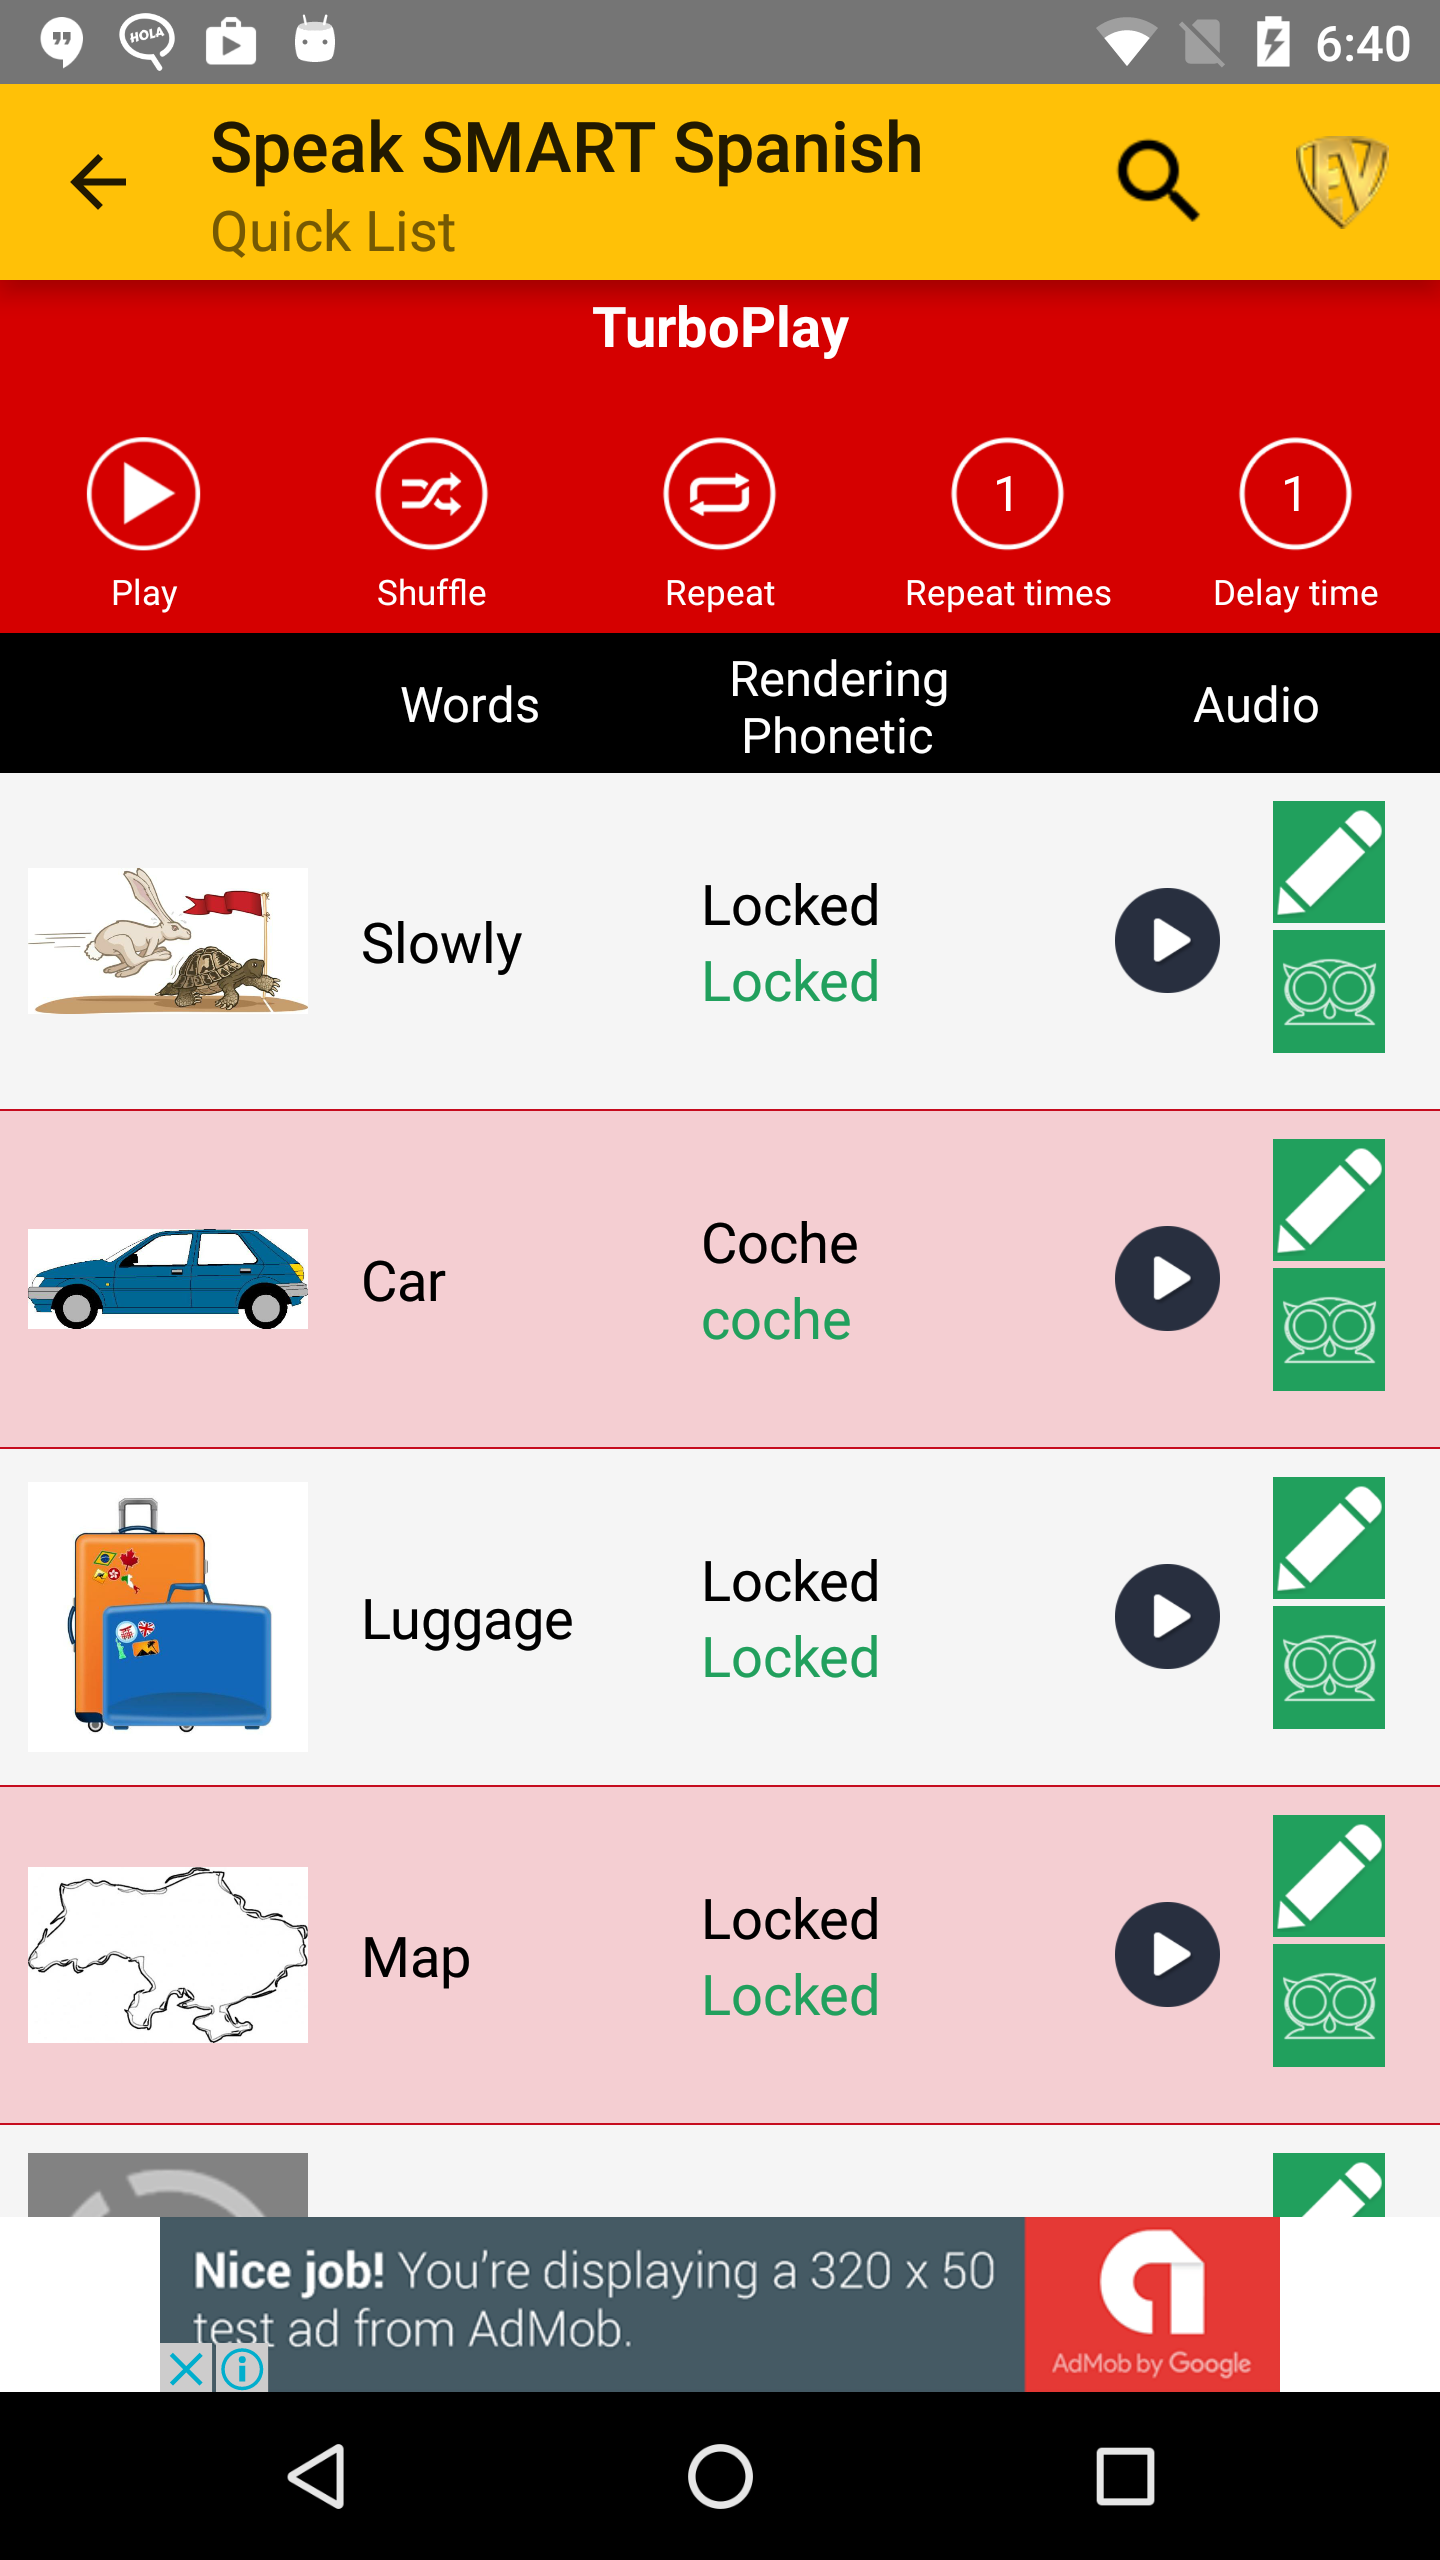 HOLA
6:40
Speak SMART Spanish
Quick List
EV
TurboPlay
1
1
Play
Shuffle
Repeat
Repeat times
Delay time
Words
Rendering
Phonetic
Audio
Slowly
Locked
Locked
Car
Coche
coche
Luggage
Locked
Locked
Map
Locked
Locked
Nice job! You're displaying a 320 x 50
test ad from AdMob.
AdMob by Google